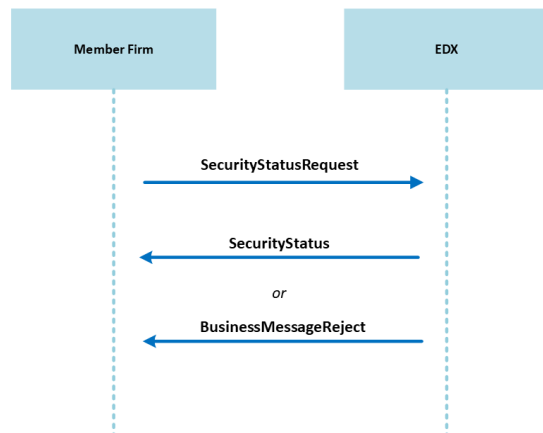 Member Firm
EDX
SecurityStatusRequest
SecurityStatus
or
BusinessMessageReject